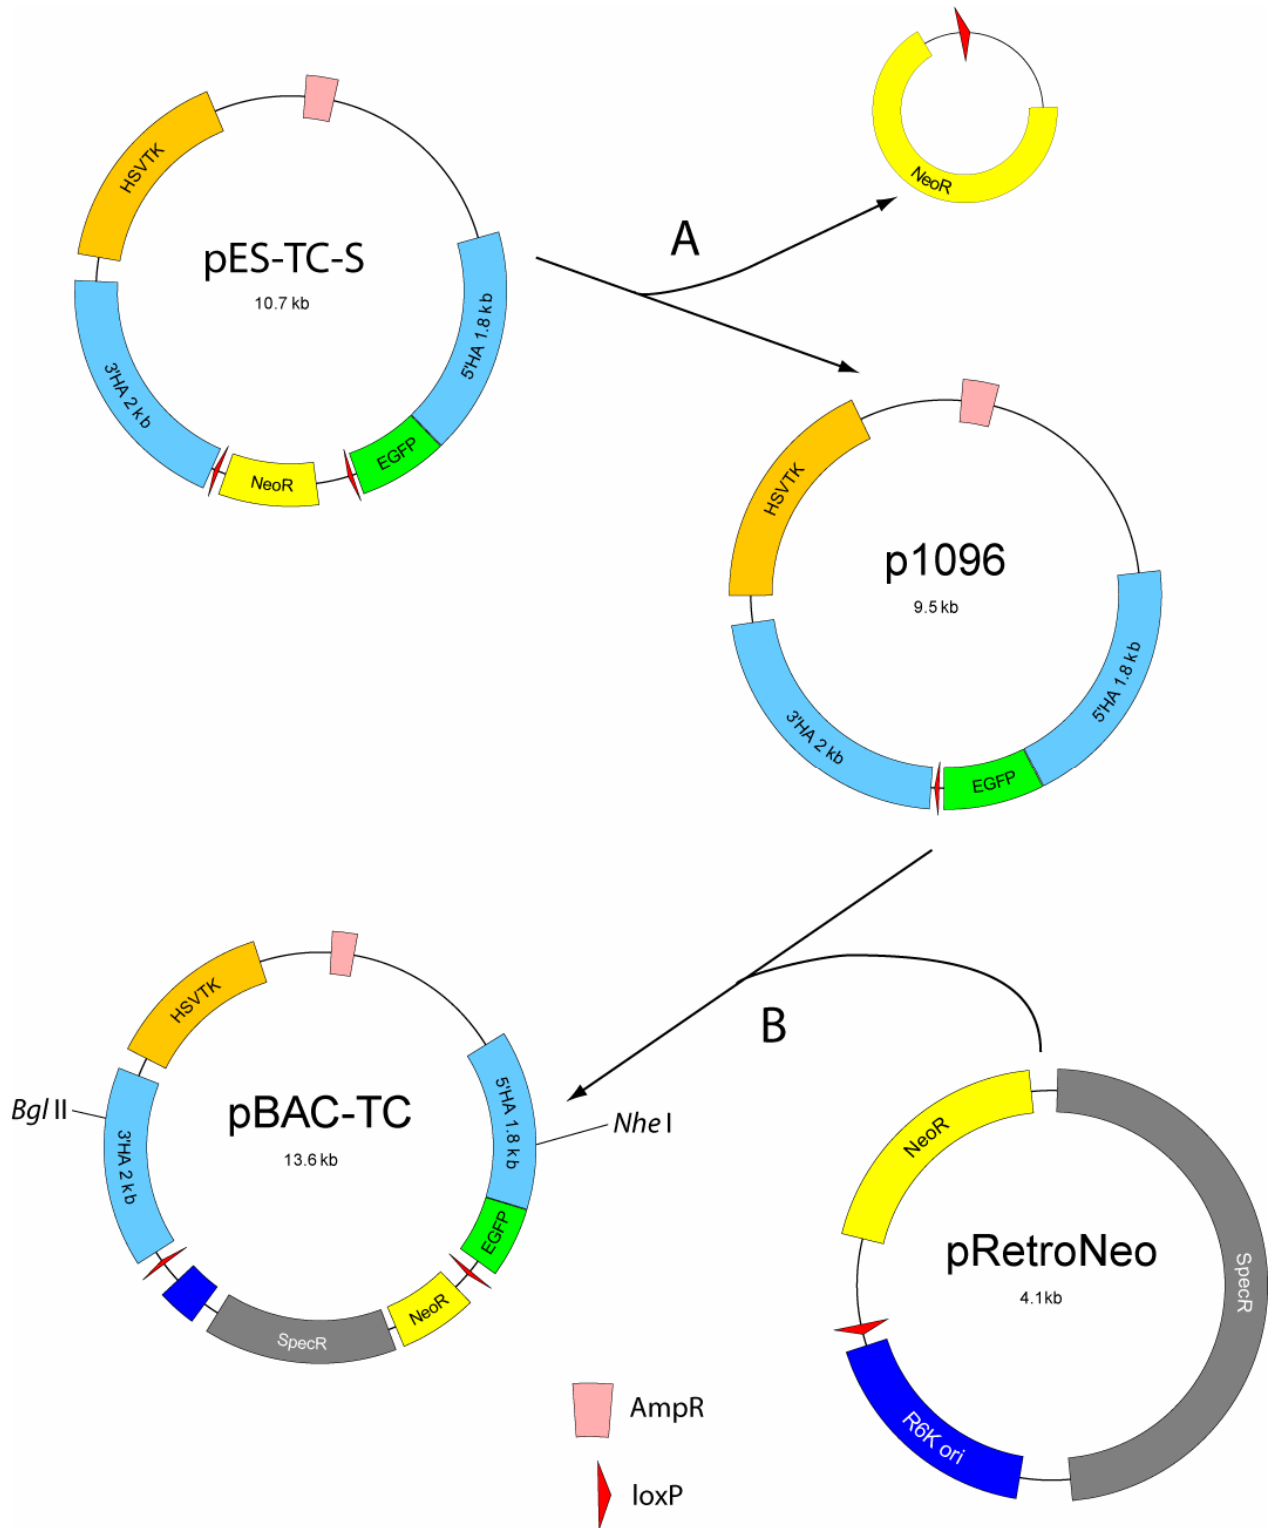 NeoR
A
HSVTK
pES-TC-S
10.7 kb
5'HA 1.8 kb
3'HA 2 kb
EGFP
NeoR
HSVTK
p1096
9.5 kb
5'HA 1.8 kb
3'HA 2 kb
EGFP
B
HSVTK
pBAC-TC
13.6 kb
Bgl II
Nhe I
5'HA 1.8 kb
3'HA 2 kb
EGFP
NeoR
SpecR
NeoR
pRetroNeo
4.1kb
SpecR
R6K ori
AmpR
loxP